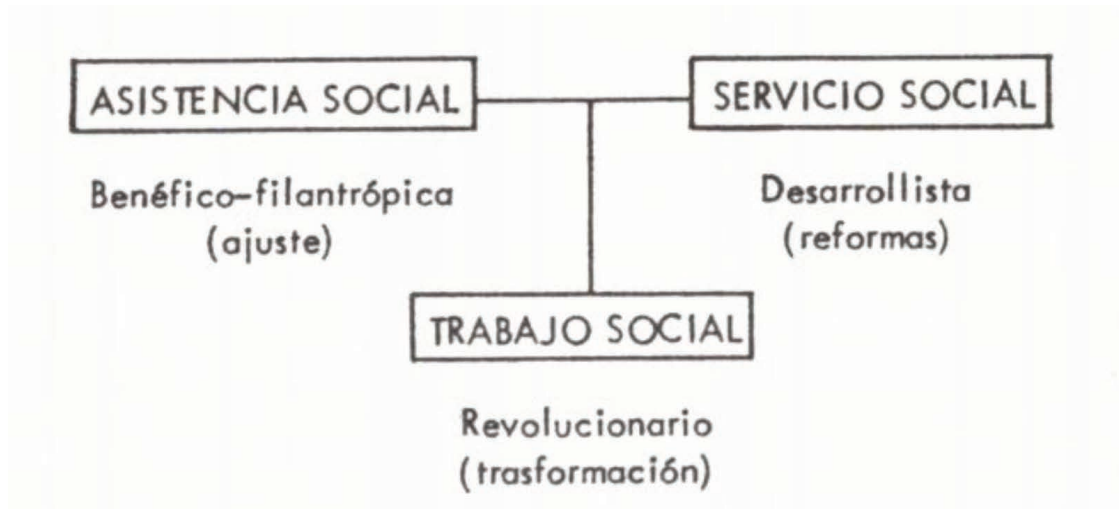 ASISTENCIA SOCIAL
Benéfico-filantrópica
(ajuste)
SERVICIO SOCIAL
Desarrollista
(reformas)
TRABAJO SOCIAL
Revolucionario
(trasformación)